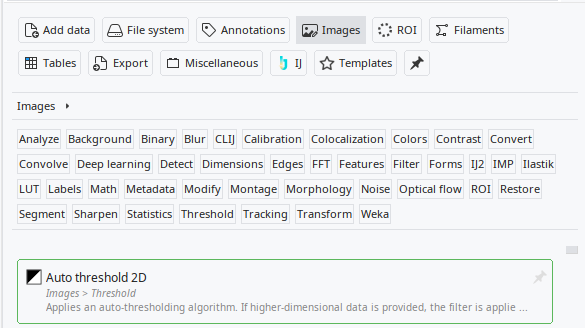 Add data File system Annotations Images ROI Filaments
Tables Export Miscellaneous IJ Templates
Images
Analyze Background Binary Blur CLIJ Calibration Colocalization Colors Contrast Convert
Convolve Deep learning Detect Dimensions Edges FFT Features Filter Forms IJ2 IMP Ilastik
LUT Labels Math Metadata Modify Montage Morphology Noise Optical flow ROI Restore
Segment Sharpen Statistics Threshold Tracking Transform Weka
Auto threshold 2D
Images > Threshold
Applies an auto-thresholding algorithm. If higher-dimensional data is provided, the filter is applie ...